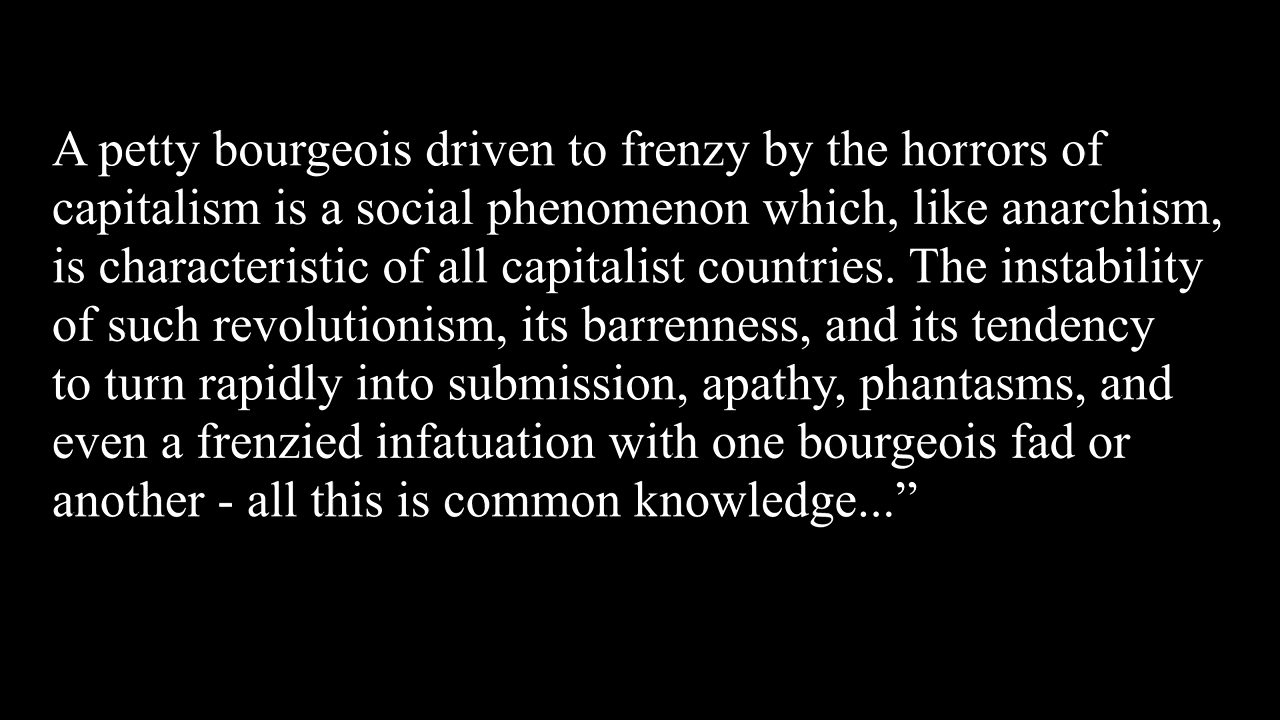 A petty bourgeois driven to frenzy by the horrors of
capitalism is a social phenomenon which, like anarchism,
is characteristic of all capitalist countries. The instability
of such revolutionism, its barrenness, and its tendency
to turn rapidly into submission, apathy, phantasms, and
even a frenzied infatuation with one bourgeois fad or
another - all this is common knowledge...”